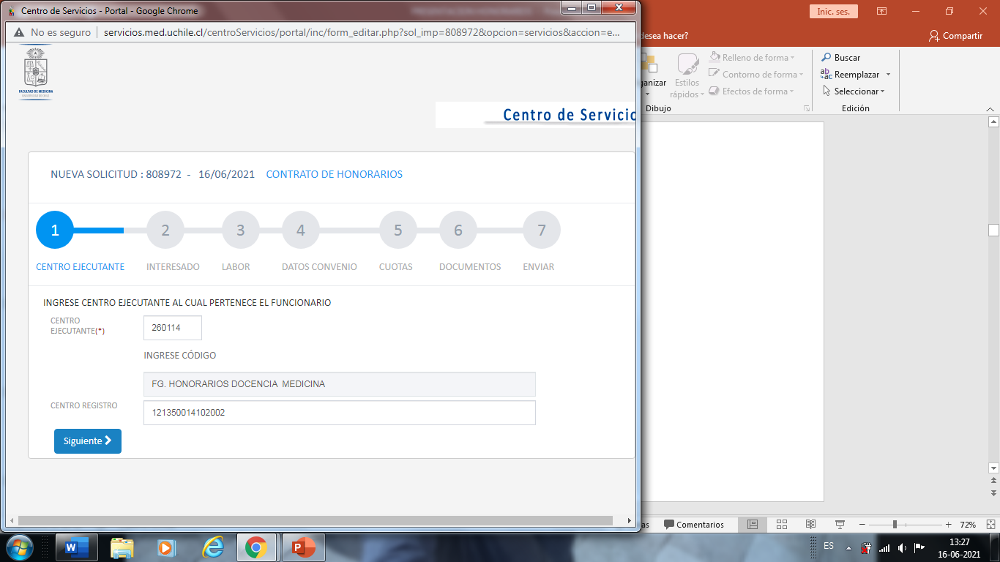 Centro de Servicios - Portal - Google Chrome
No es seguro
servicios.med.uchile.cl/centroServicios/portal/inc/form_editar.php?sol_imp=808972&opcion=servicios&accion=e...
FACULTAD DE MEDICINA
UNIVERSIDAD DE CHILE
Centro de Servicio
NUEVA SOLICITUD : 808972 - 16/06/2021 CONTRATO DE HONORARIOS
1 2 3 4 5 6 7
CENTRO EJECUTANTE INTERESADO LABOR DATOS CONVENIO CUOTAS DOCUMENTOS ENVIAR
INGRESE CENTRO EJECUTANTE AL CUAL PERTENECE EL FUNCIONARIO
CENTRO
EJECUTANTE(*)
260114
INGRESE CÓDIGO
FG. HONORARIOS DOCENCIA MEDICINA
CENTRO REGISTRO
121350014102002
Siguiente
Inic. ses.
desea hacer?
Compartir
ganizar
Estilos
rápidos
Relleno de forma
Contorno de forma
Efectos de forma
Dibujo
Buscar
Reemplazar
Seleccionar
Edición
as
Comentarios
72%
ES
13:27
16-06-2021